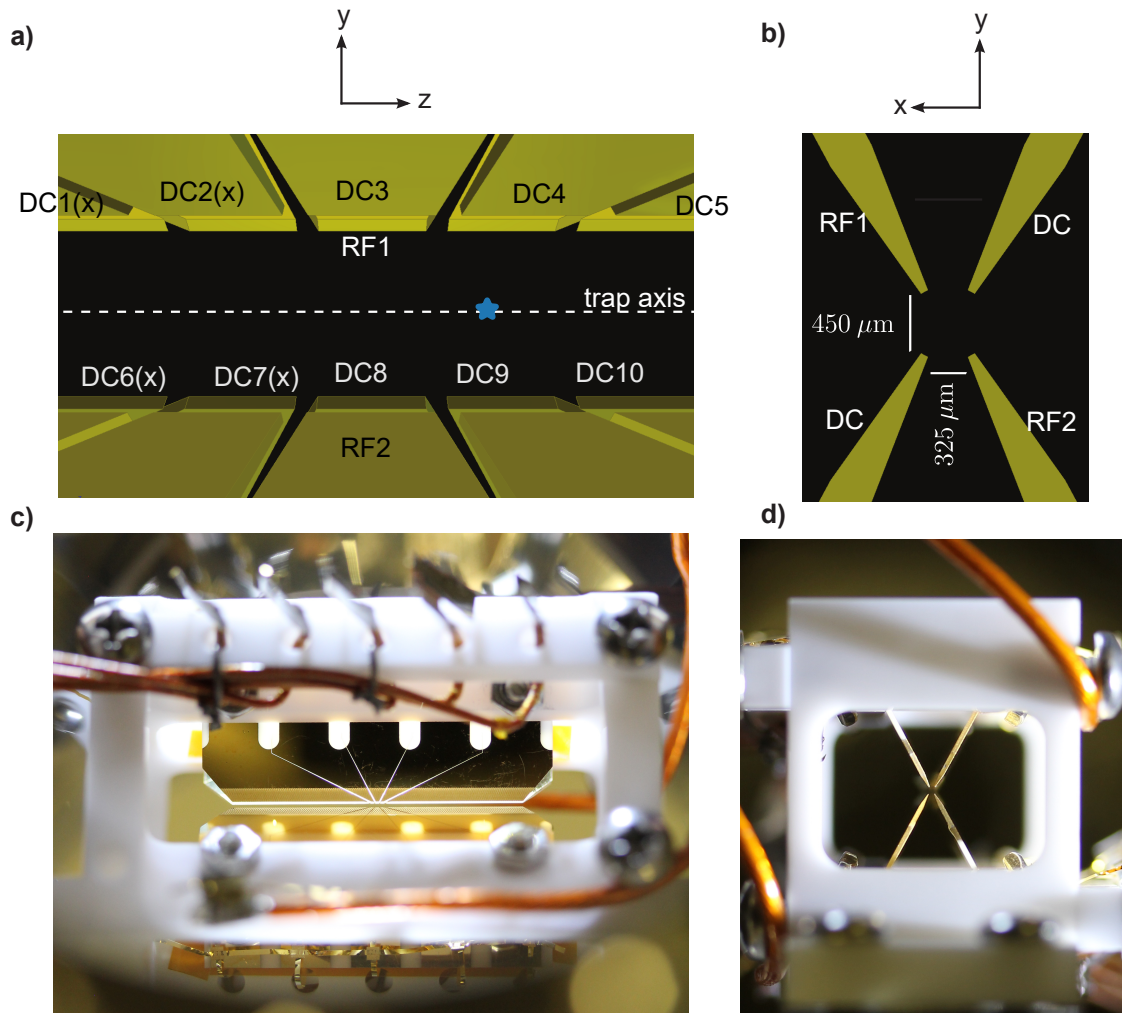 a)
y
z
DC1(x)
DC2(x)
DC3
DC4
DC5
RF1
trap axis
DC6(x)
DC7(x)
DC8
DC9
DC10
RF2
b)
y
x
RF1
DC
450 μm
DC
325 μm
RF2
c)
d)